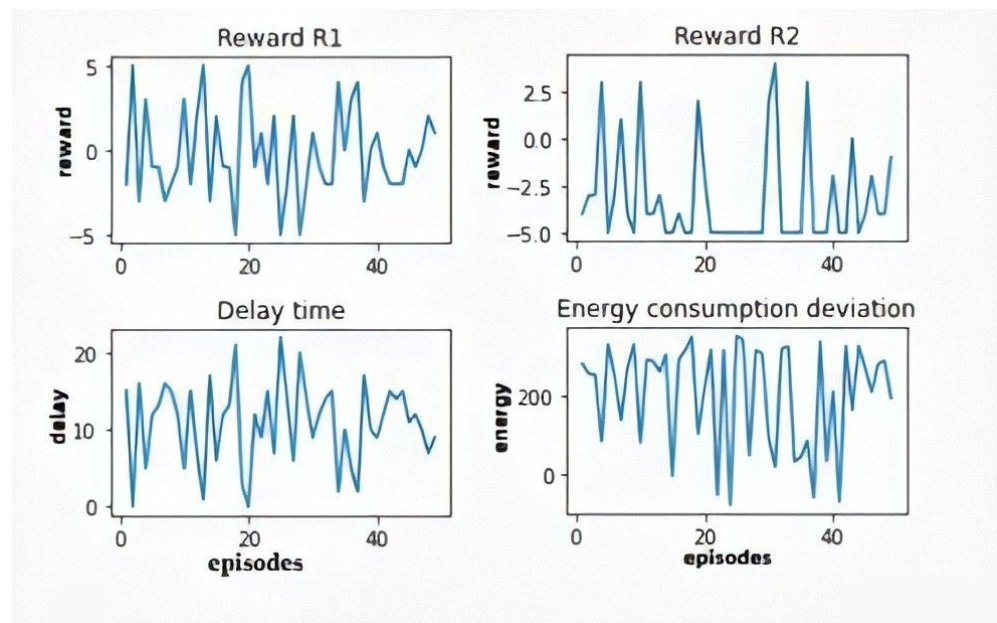 Reward R1
reward
5
0
−5
0
20
40
Reward R2
reward
2.5
0.0
−2.5
−5.0
0
20
40
Delay time
delay
20
10
0
0
20
40
episodes
Energy consumption deviation
energy
200
0
0
20
40
episodes